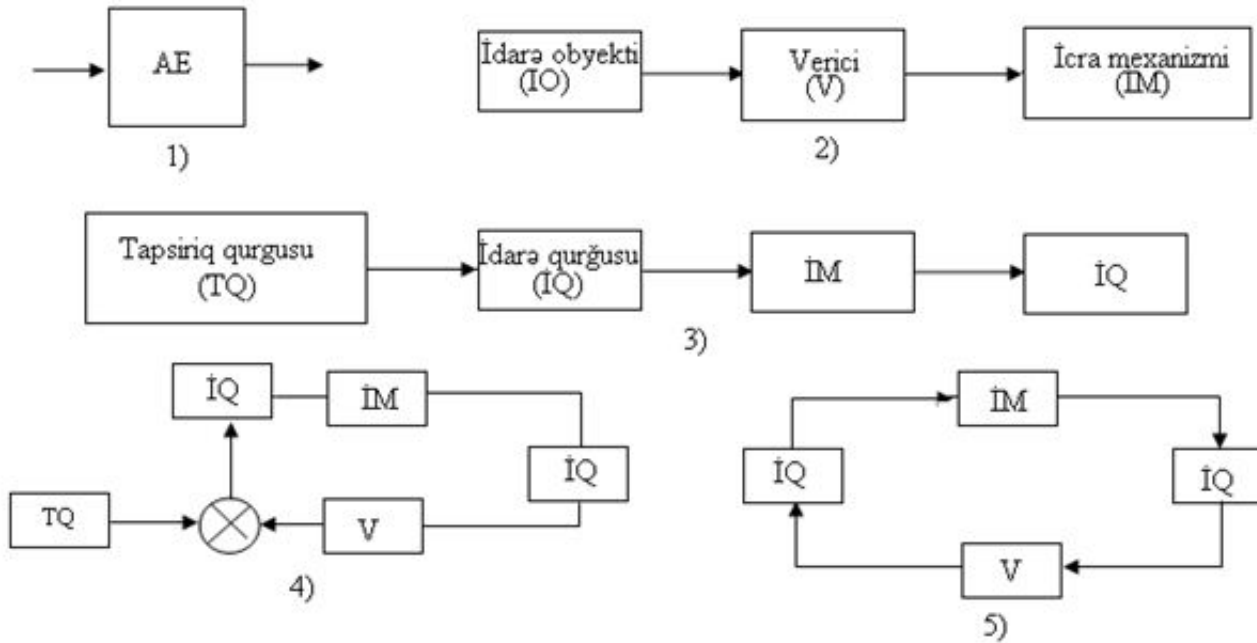 AE
1)
İdarə obyekti
(İO)
Verici
(V)
İcra mexanizmi
(İM)
2)
Tapsiriq qurgusu
(TQ)
İdarə qurğusu
(İQ)
İM
İQ
3)
İQ
İM
İQ
TQ
V
4)
İM
İQ
İQ
V
5)